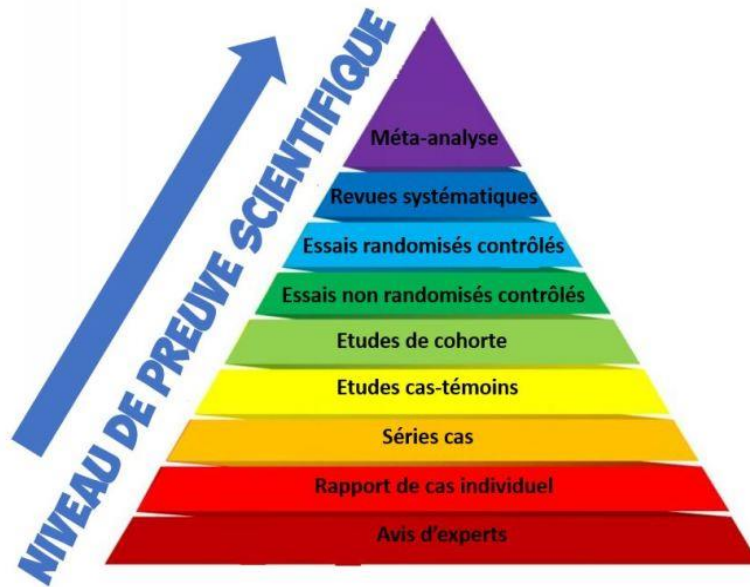 NIVEAU DE PREUVE SCIENTIFIQUE
Méta-analyse
Revues systématiques
Essais randomisés contrôlés
Essais non randomisés contrôlés
Etudes de cohorte
Etudes cas-témoins
Séries cas
Rapport de cas individuel
Avis d'experts